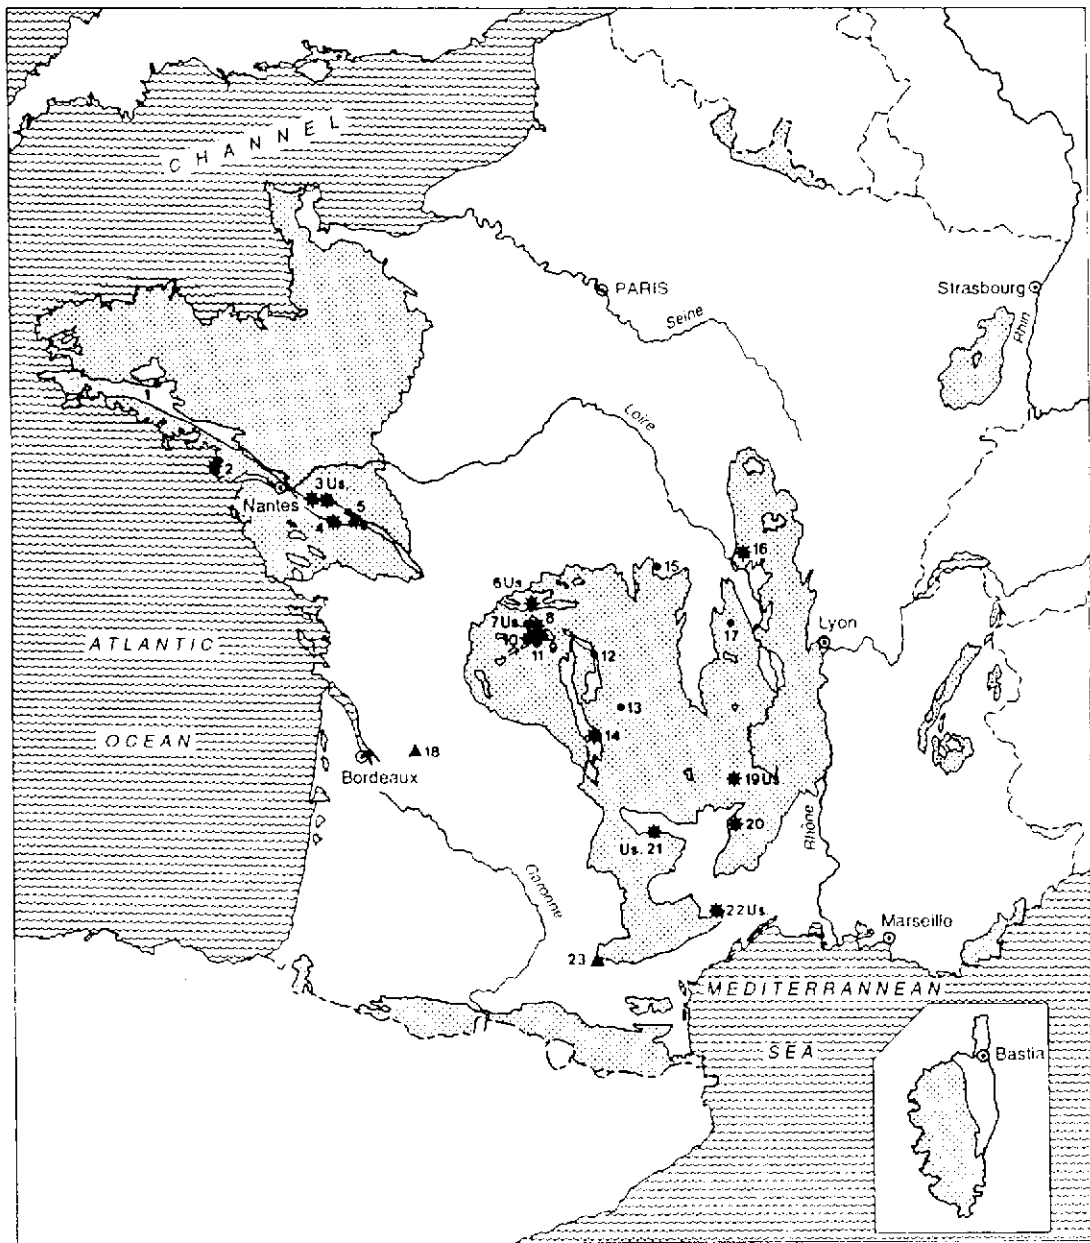 CHANNEL
PARIS
Strasbourg
Seine
Rhin
Loire
1
2
Nantes
3 Us.
4
5
16
15
6 Us
7 Us.
8
9
10
11
12
17
Lyon
ATLANTIC
OCEAN
13
14
18
Bordeaux
19 Us
20
Us. 21
Rhône
Garonne
22 Us.
Marseille
23
MEDITERRANNEAN
SEA
Bastia